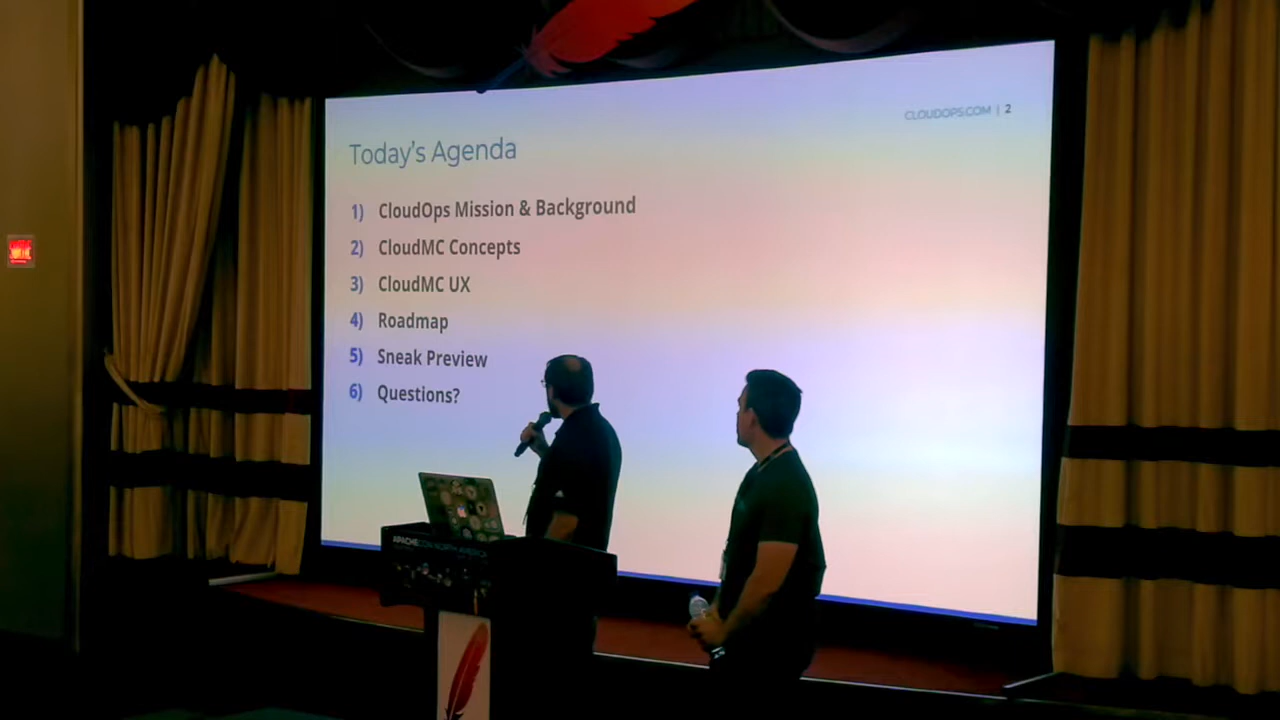 CLOUDOPS.COM | 2
Today's Agenda
1) CloudOps Mission & Background
2) CloudMC Concepts
3) CloudMC UX
4) Roadmap
5) Sneak Preview
6) Questions?
APACHECON NORTH AMERICA